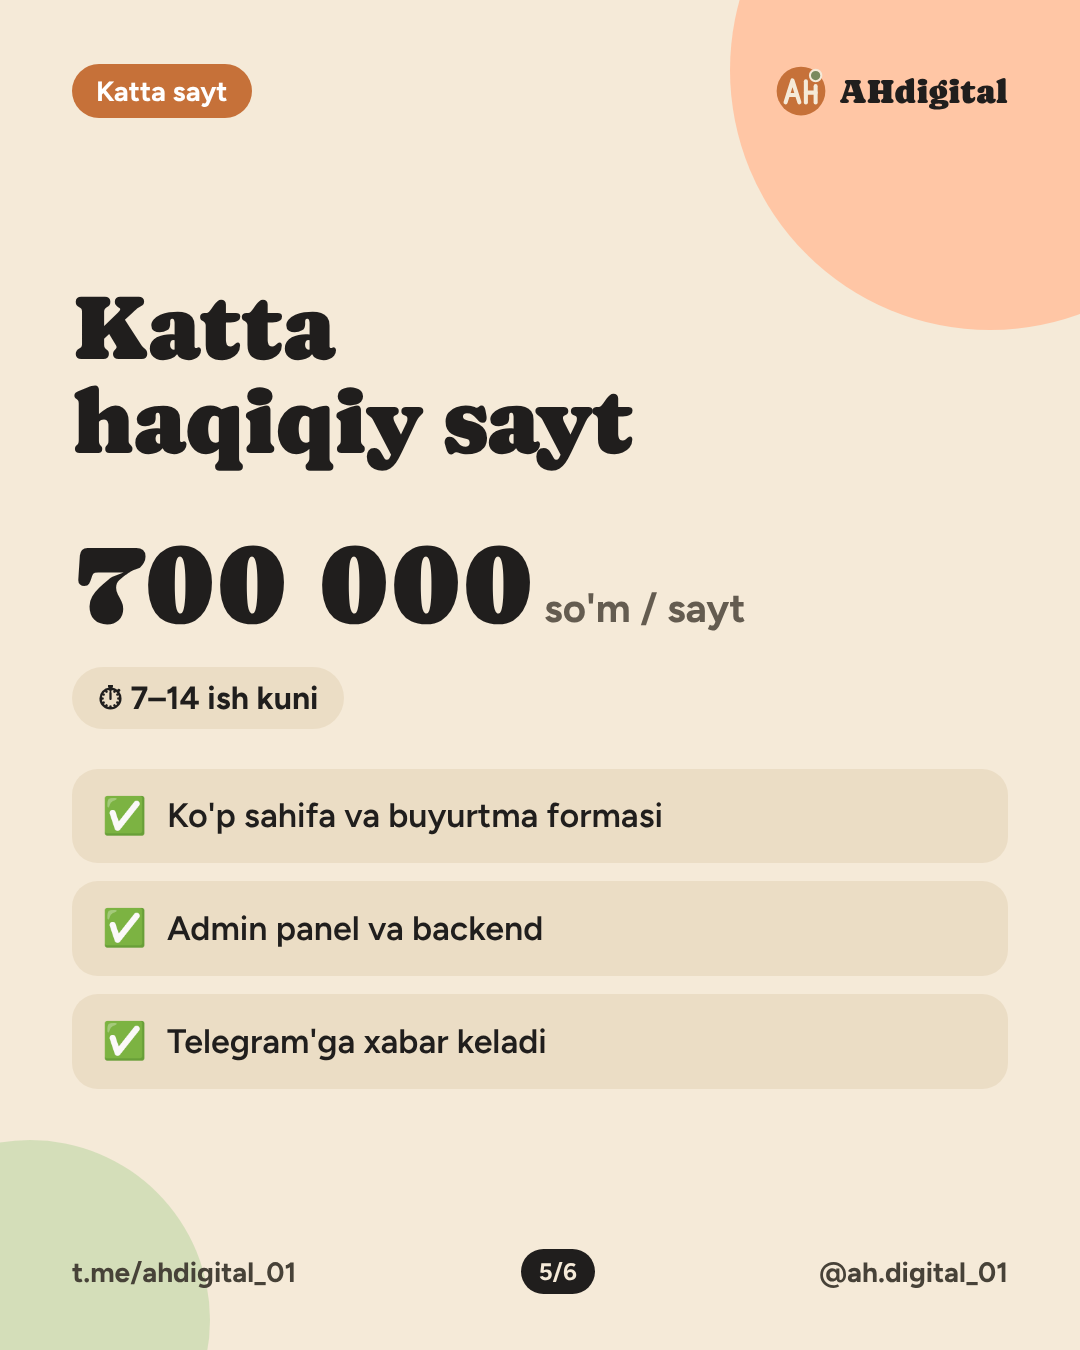 Katta sayt
AH AHdigital
Katta
haqiqiy sayt
700 000 so'm / sayt
⏱ 7–14 ish kuni
✅ Ko'p sahifa va buyurtma formasi
✅ Admin panel va backend
✅ Telegram'ga xabar keladi
t.me/ahdigital_01
5/6
@ah.digital_01